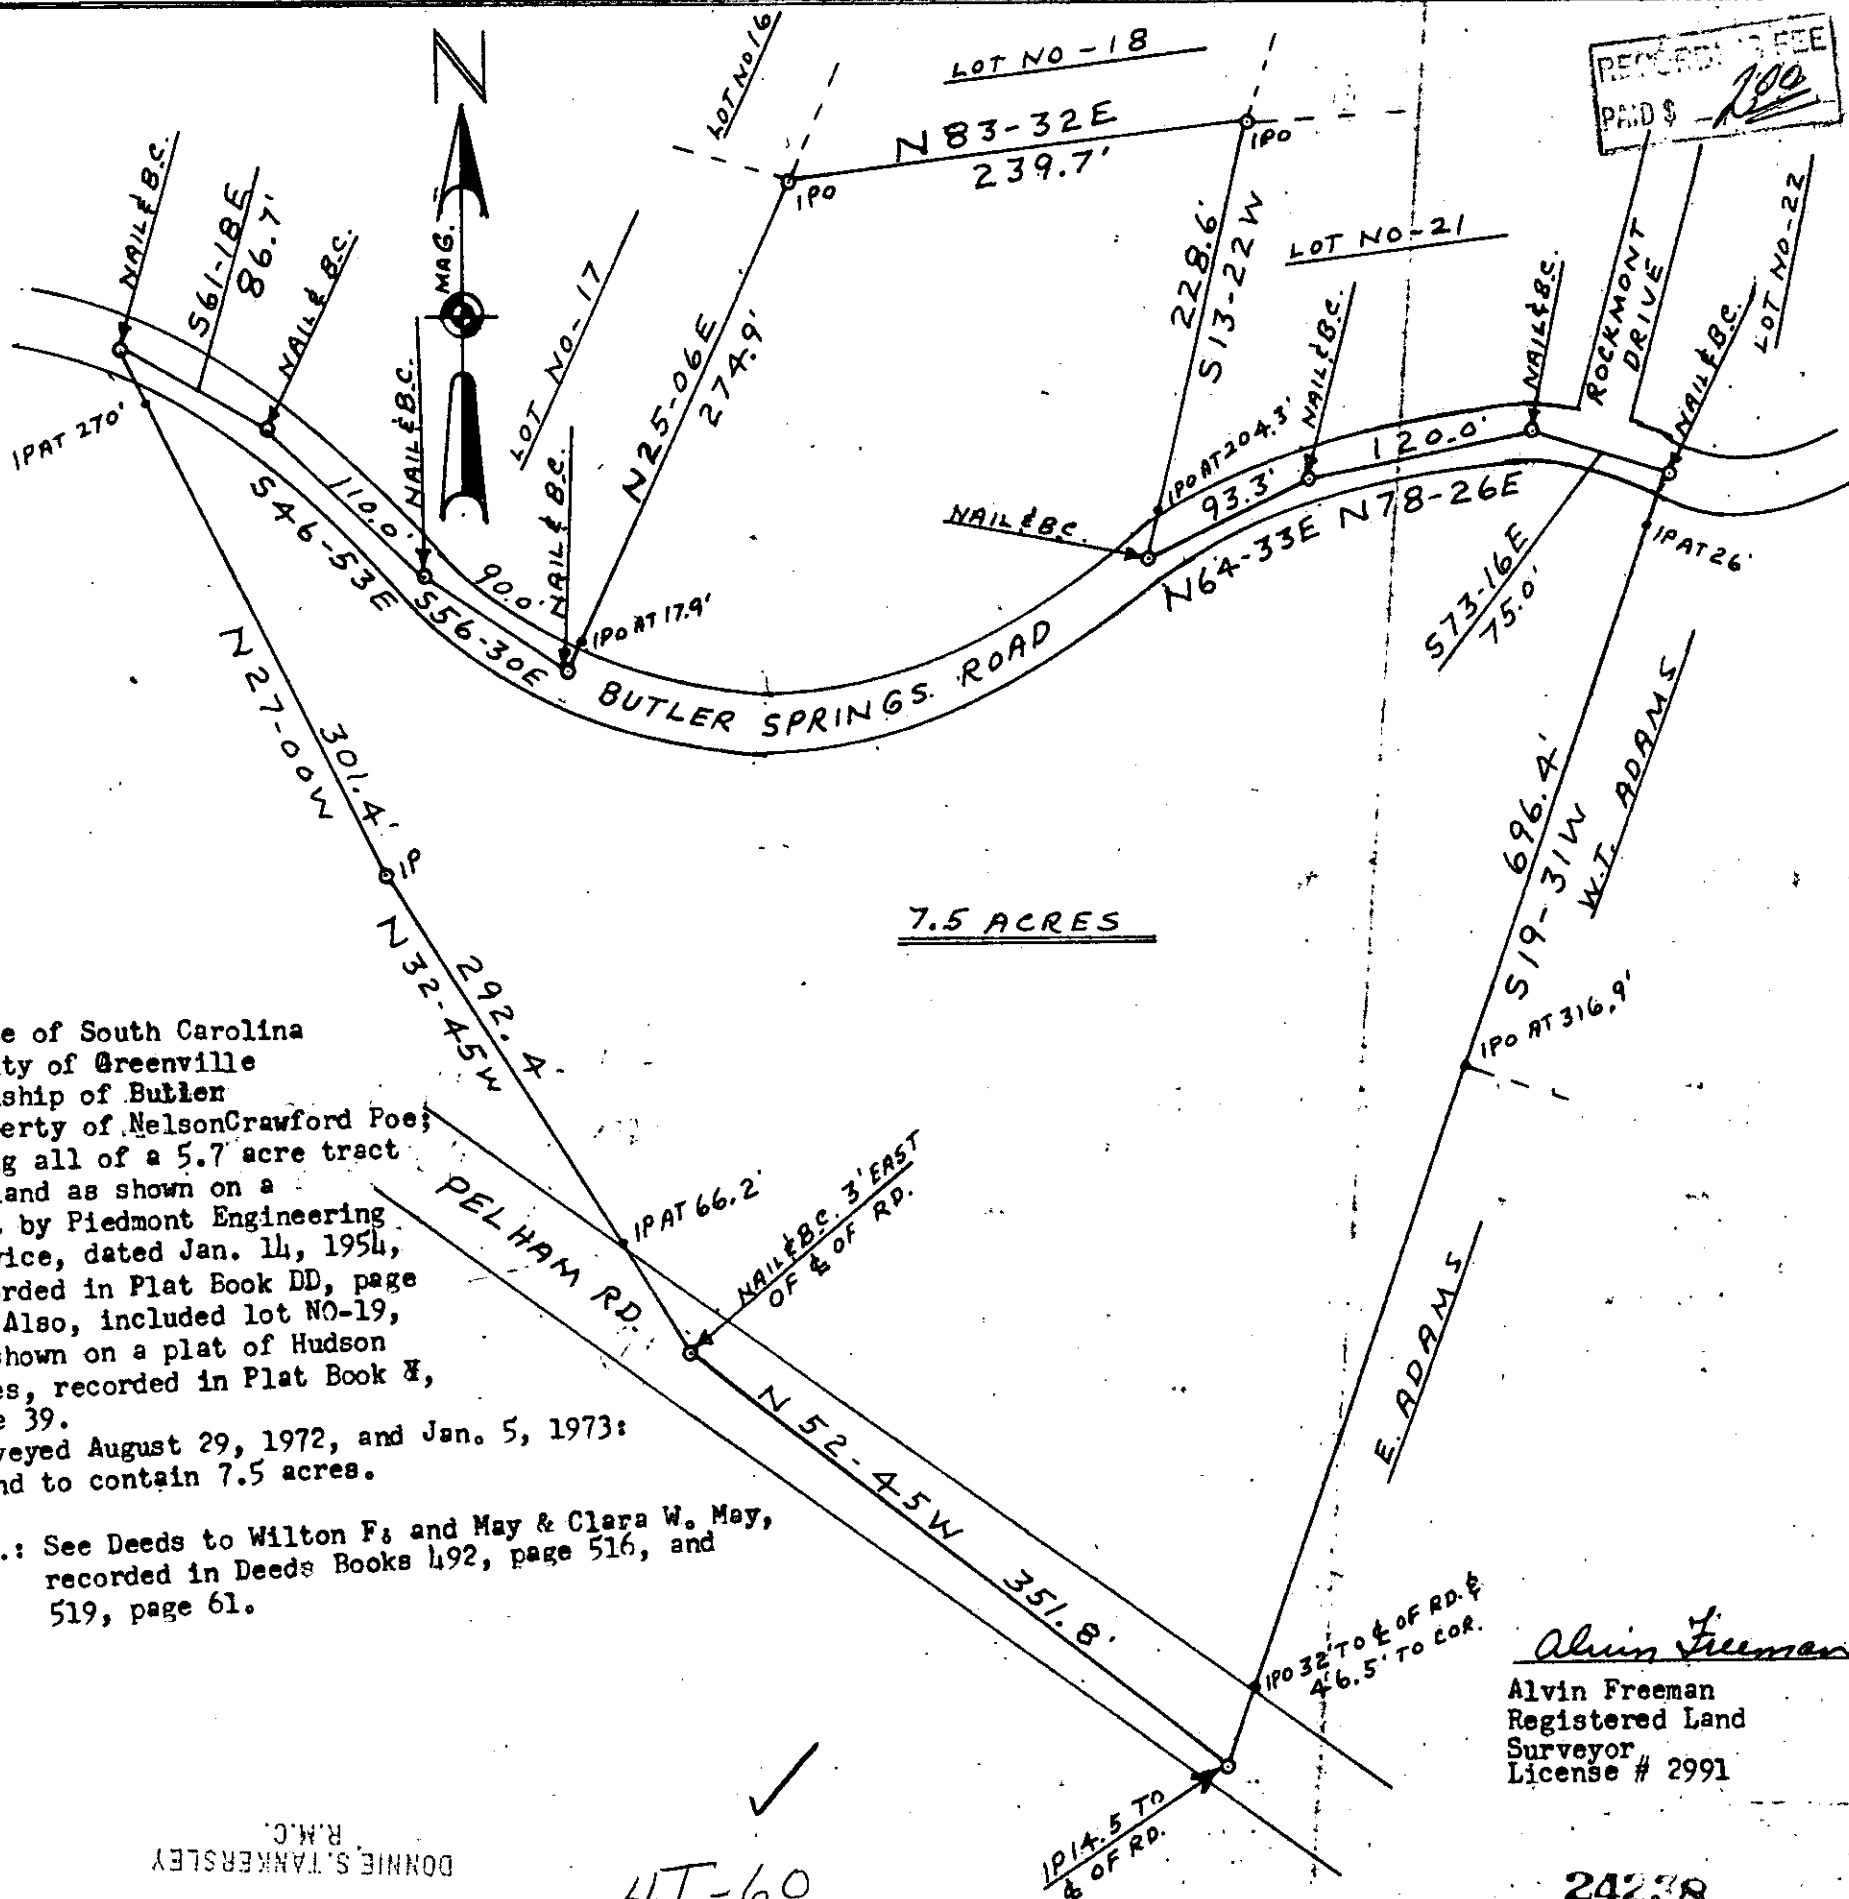 N
MAG.
LOT NO 16
LOT NO-18
RECORDING FEE
PAID $ 2.00
NAIL & B.C.
S61-18E
86.7'
NAIL & B.C.
N83-32E
239.7'
IPO
IPO
LOT NO-17
N25-06E
274.9'
228.6'
S13-22W
LOT NO-21
ROCKMONT
DRIVE
LOT NO-22
NAIL & B.C.
NAIL & B.C.
NAIL & B.C.
NAIL & B.C.
NAIL & B.C.
NAIL & B.C.
IP AT 270'
110.0'
S46-53E
90.0'
S56-30E
IPO AT 17.9'
IPO AT 204.3'
93.3'
N64-33E
120.0'
N78-26E
S73-16E
75.0'
IP AT 26'
BUTLER SPRINGS ROAD
N27-00W
301.4'
IP
7.5 ACRES
696.4'
S19-31W
W.T. ADAMS
N32-45W
292.4
IPO AT 316.9'
e of South Carolina
ty of Greenville
ship of Butler
erty of NelsonCrawford Poe;
g all of a 5.7 acre tract
and as shown on a
. by Piedmont Engineering
vice, dated Jan. 14, 1954,
rded in Plat Book DD, page
Also, included lot NO-19,
shown on a plat of Hudson
es, recorded in Plat Book
e 39.
veyed August 29, 1972, and Jan. 5, 1973:
nd to contain 7.5 acres.
.: See Deeds to Wilton F. and May & Clara W. May,
recorded in Deeds Books 492, page 516, and
519, page 61.
PELHAM RD.
IP AT 66.2'
NAIL & B.C. 3' EAST
OF ℄ OF RD.
N52-45W 351.8'
E. ADAMS
IPO 32' TO ℄ OF RD. &
46.5' TO COR.
IP 14.5 TO
℄ OF RD.
Alvin Freeman
Alvin Freeman
Registered Land
Surveyor
License # 2991
DONNIE S. TANKERSLEY
R.M.C.
4T-60
24238